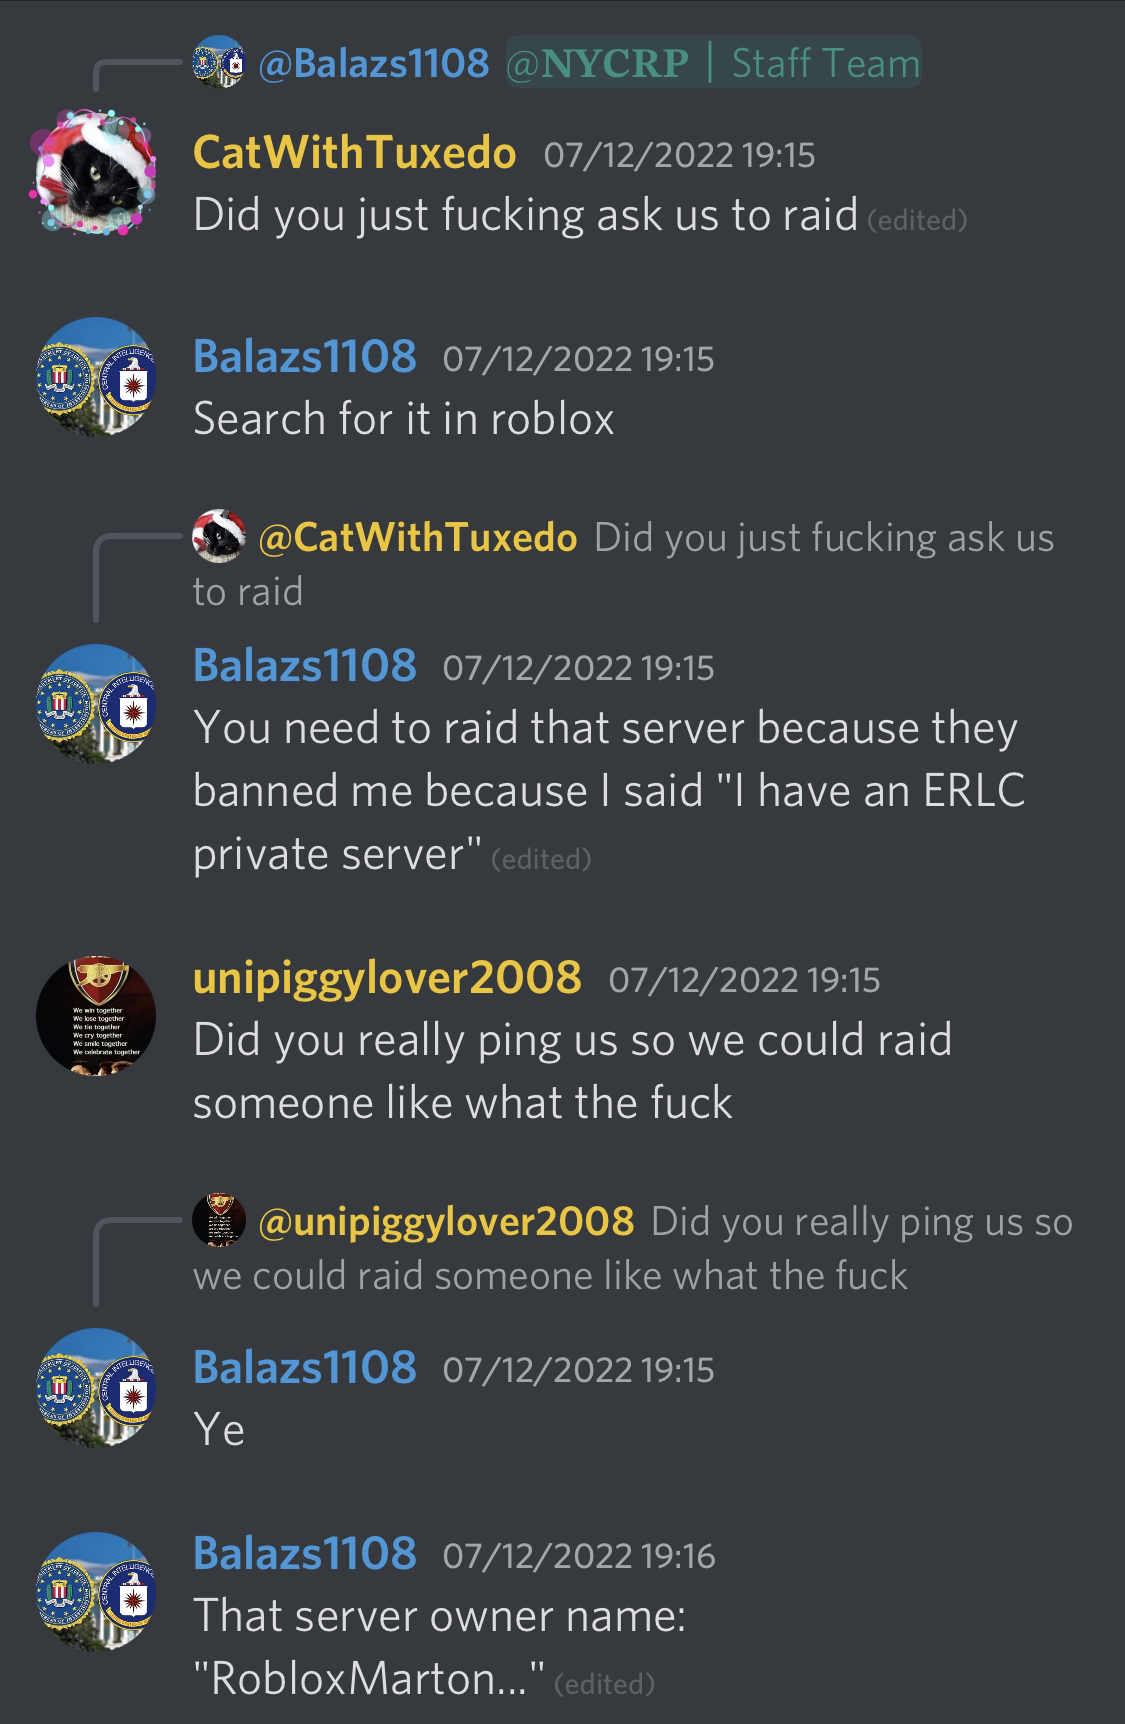 @Balazs1108 @NYCRP | Staff Team
CatWithTuxedo 07/12/2022 19:15
Did you just fucking ask us to raid (edited)
Balazs1108 07/12/2022 19:15
Search for it in roblox
@CatWithTuxedo Did you just fucking ask us
to raid
Balazs1108 07/12/2022 19:15
You need to raid that server because they
banned me because I said "I have an ERLC
private server" (edited)
unipiggylover2008 07/12/2022 19:15
We win together
We lose together
We tie together
We cry together
We smile together
We celebrate together
Did you really ping us so we could raid
someone like what the fuck
@unipiggylover2008 Did you really ping us so
we could raid someone like what the fuck
Balazs1108 07/12/2022 19:15
Ye
Balazs1108 07/12/2022 19:16
That server owner name:
"RobloxMarton..." (edited)